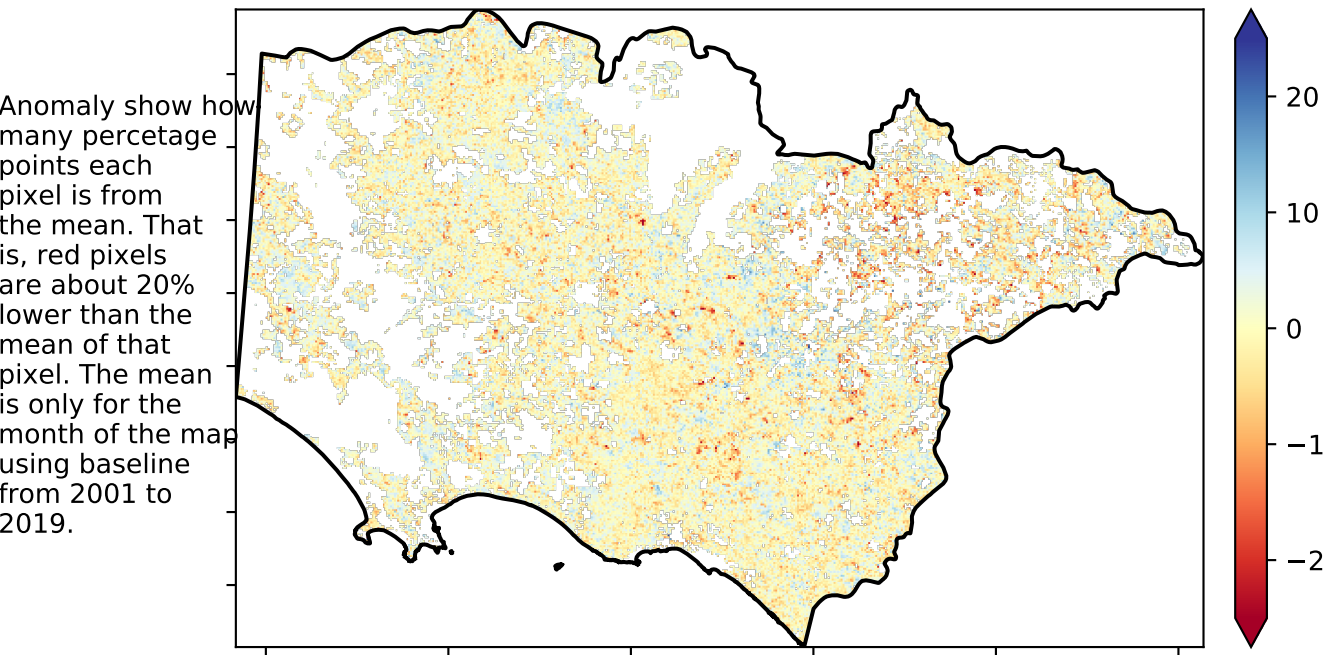 Anomaly show how
many percetage
points each
pixel is from
the mean. That
is, red pixels
are about 20%
lower than the
mean of that
pixel. The mean
is only for the
month of the map
using baseline
from 2001 to
2019.
20
10
0
−1
−2